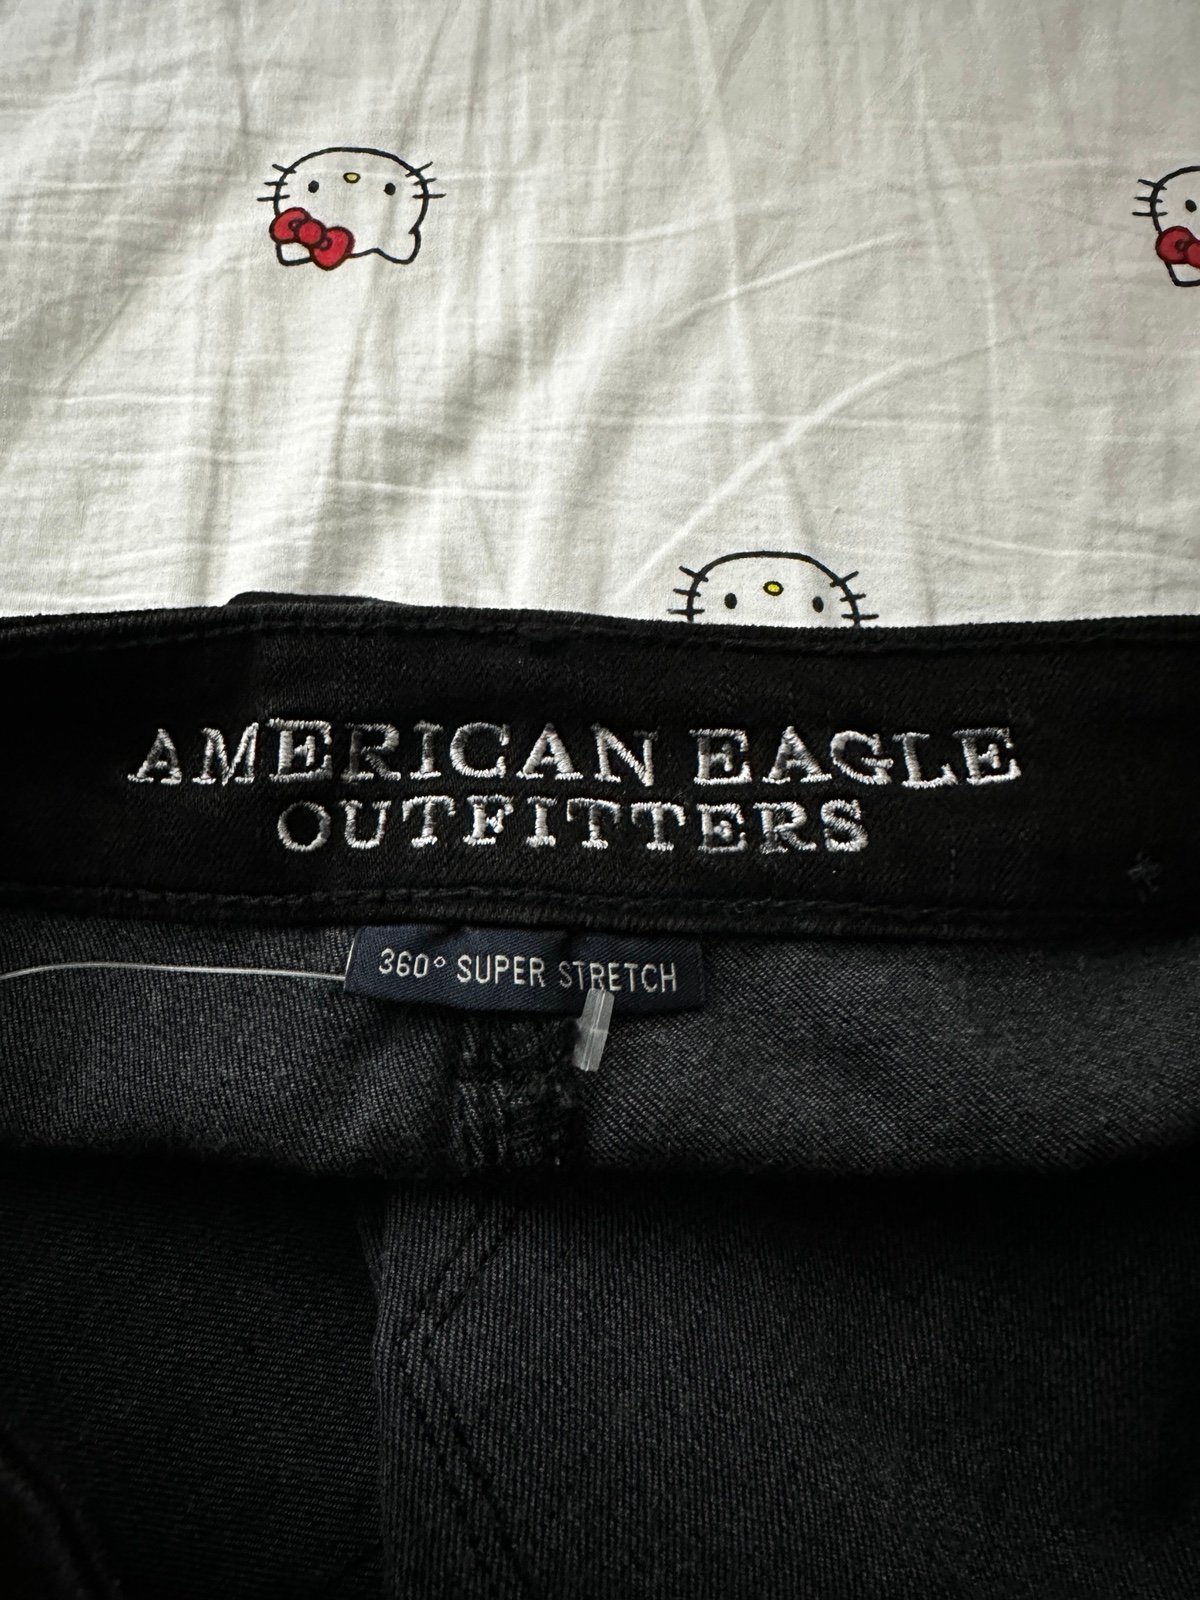 AMERICAN EAGLE
OUTFITTERS
360° SUPER STRETCH